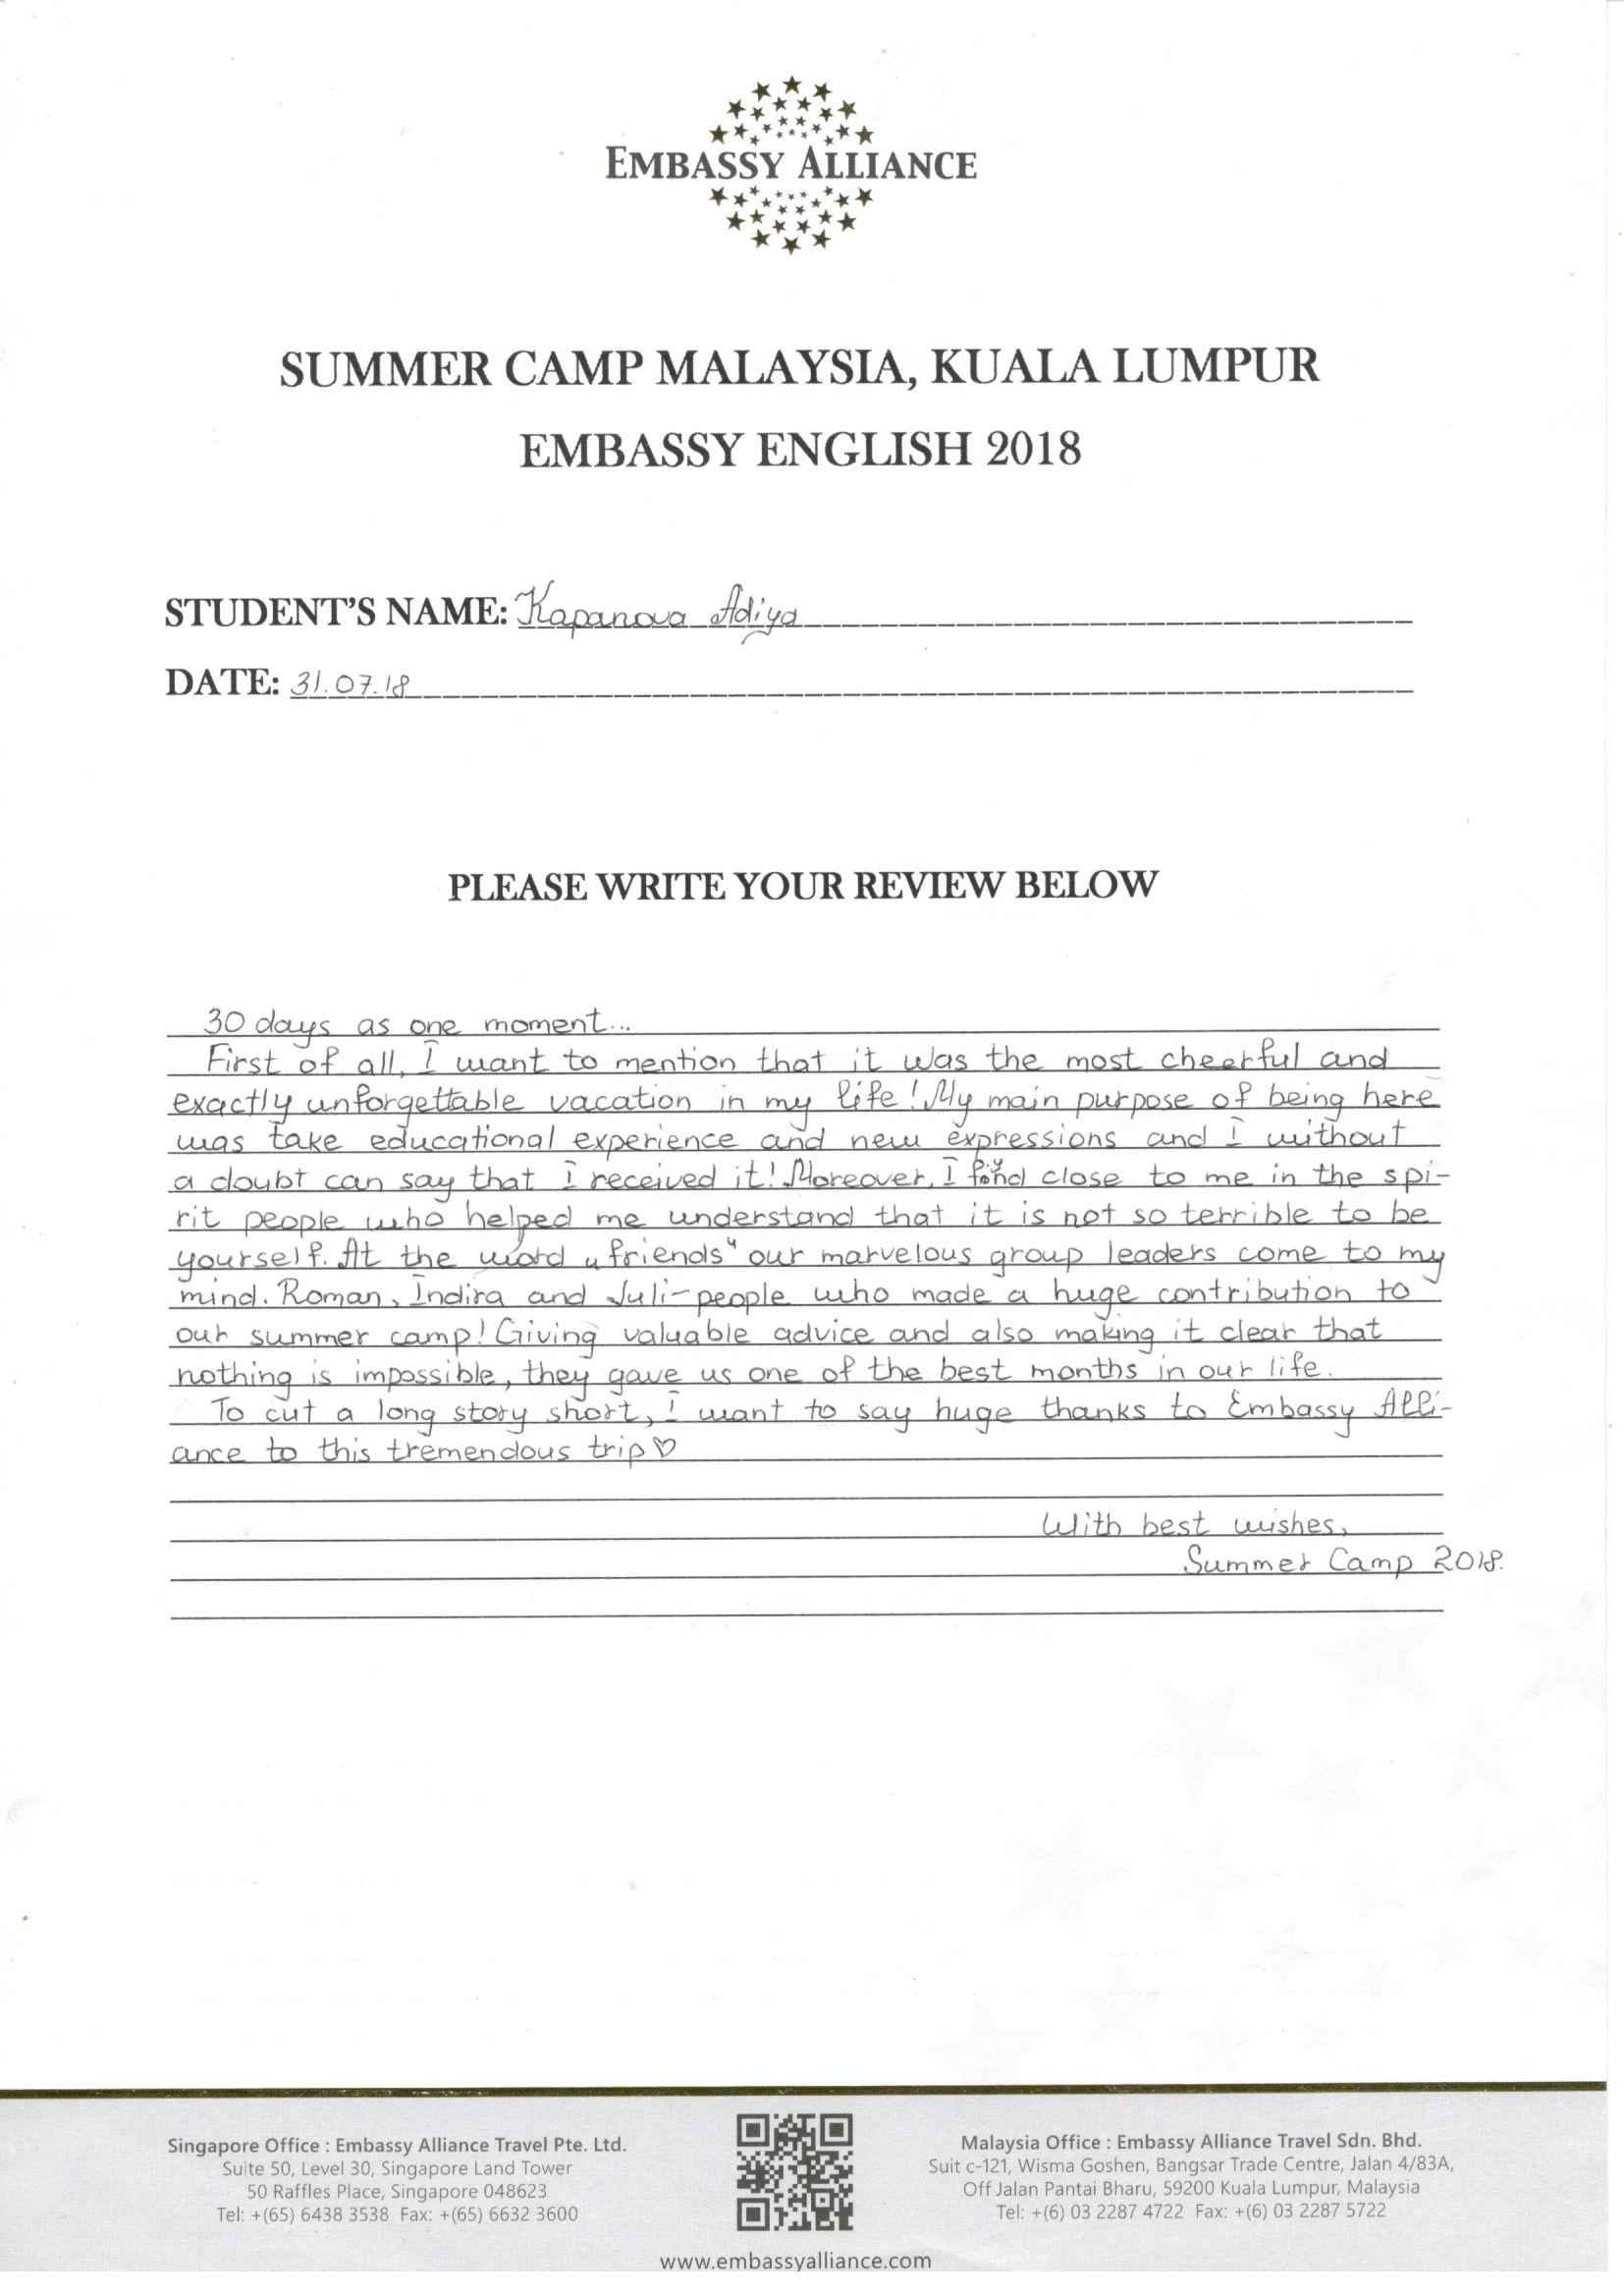 EMBASSY ALLIANCE
SUMMER CAMP MALAYSIA, KUALA LUMPUR
EMBASSY ENGLISH 2018
STUDENT'S NAME: Kapanova Adiya
DATE: 31.07.18
PLEASE WRITE YOUR REVIEW BELOW
30 days as one moment...
First of all, I want to mention that it was the most cheerful and
exactly unforgettable vacation in my life! My main purpose of being here
was take educational experience and new expressions and I without
a doubt can say that I received it! Moreover, I find close to me in the spi-
rit people who helped me understand that it is not so terrible to be
yourself. At the word „friends“ our marvelous group leaders come to my
mind. Roman, Indira and Juli-people who made a huge contribution to
our summer camp! Giving valuable advice and also making it clear that
nothing is impossible, they gave us one of the best months in our life.
To cut a long story short, I want to say huge thanks to Embassy Alli-
ance to this tremendous trip♡
With best wishes,
Summer Camp 2018.
Singapore Office : Embassy Alliance Travel Pte. Ltd.
Suite 50, Level 30, Singapore Land Tower
50 Raffles Place, Singapore 048623
Tel: +(65) 6438 3538 Fax: +(65) 6632 3600
Malaysia Office : Embassy Alliance Travel Sdn. Bhd.
Suit c-121, Wisma Goshen, Bangsar Trade Centre, Jalan 4/83A,
Off Jalan Pantai Bharu, 59200 Kuala Lumpur, Malaysia
Tel: +(6) 03 2287 4722 Fax: +(6) 03 2287 5722
www.embassyalliance.com